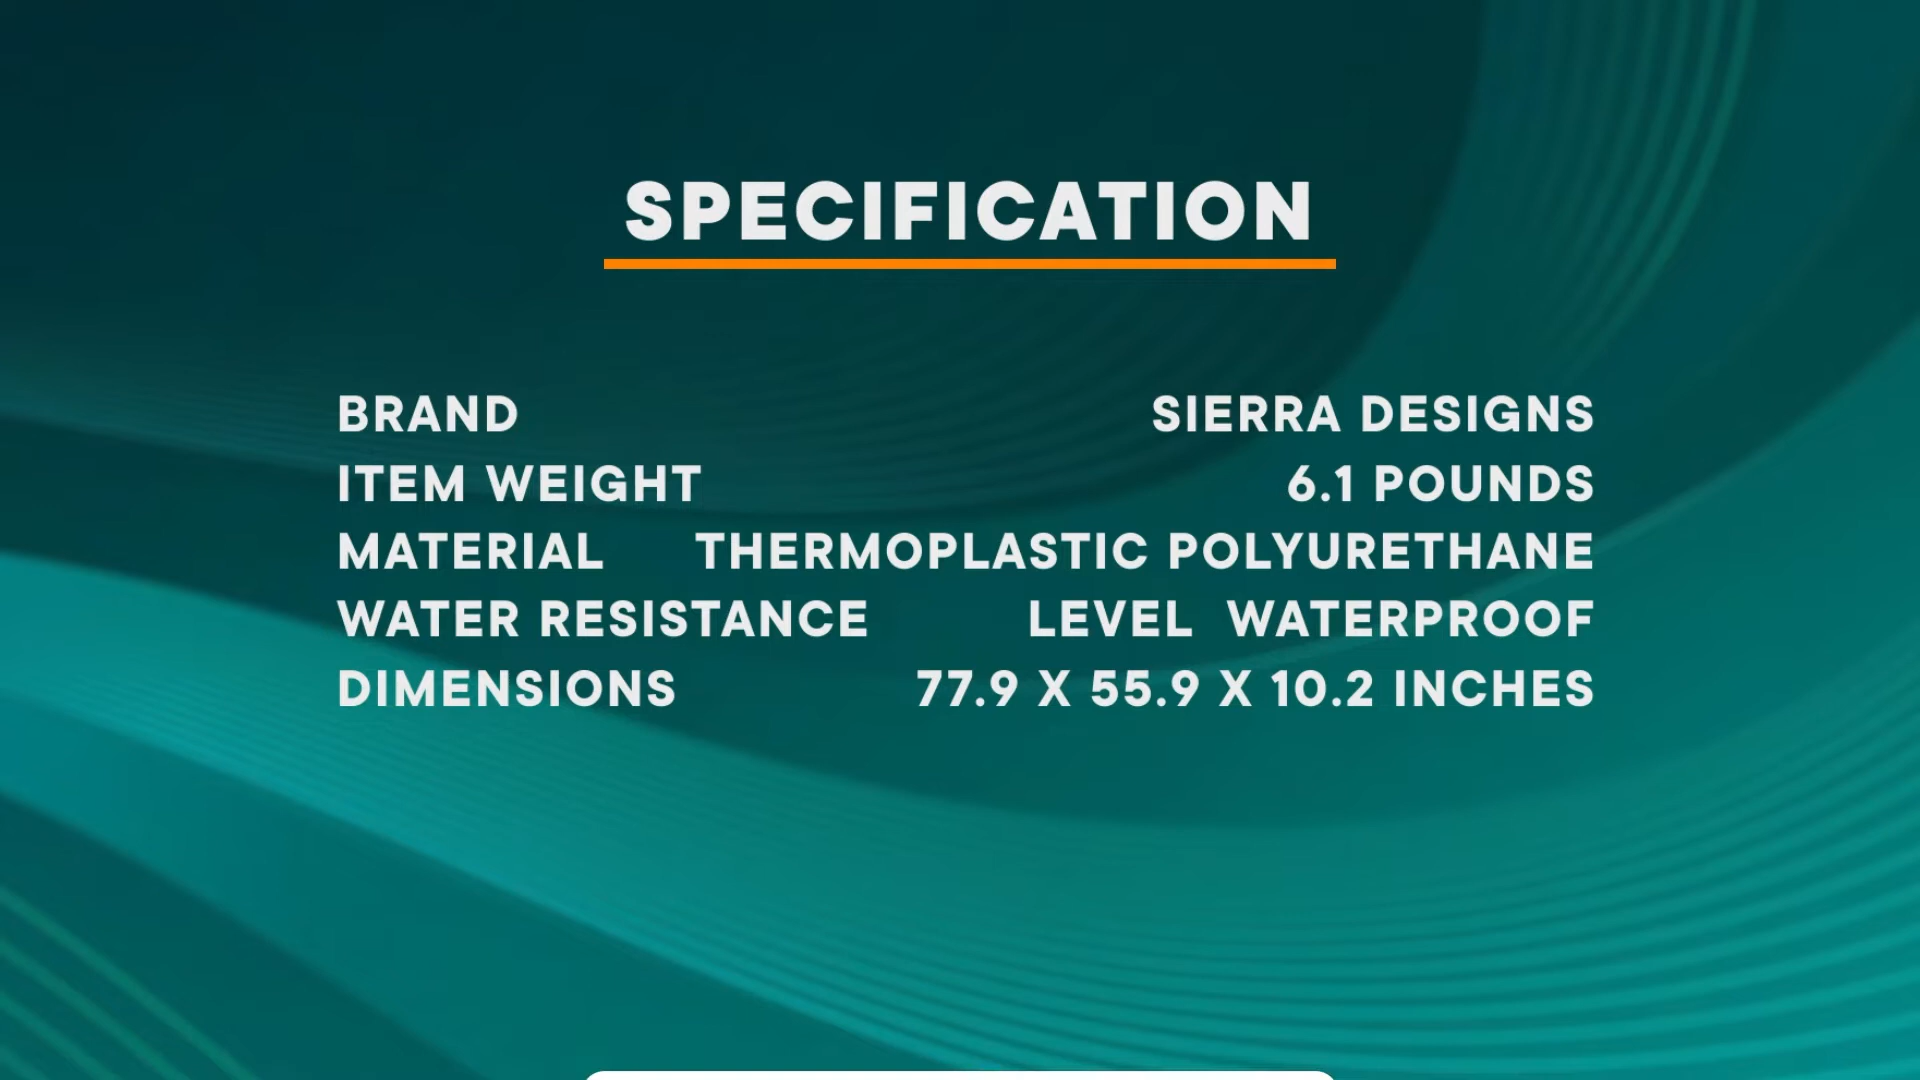 SPECIFICATION
BRAND SIERRA DESIGNS
ITEM WEIGHT 6.1 POUNDS
MATERIAL THERMOPLASTIC POLYURETHANE
WATER RESISTANCE LEVEL WATERPROOF
DIMENSIONS 77.9 X 55.9 X 10.2 INCHES